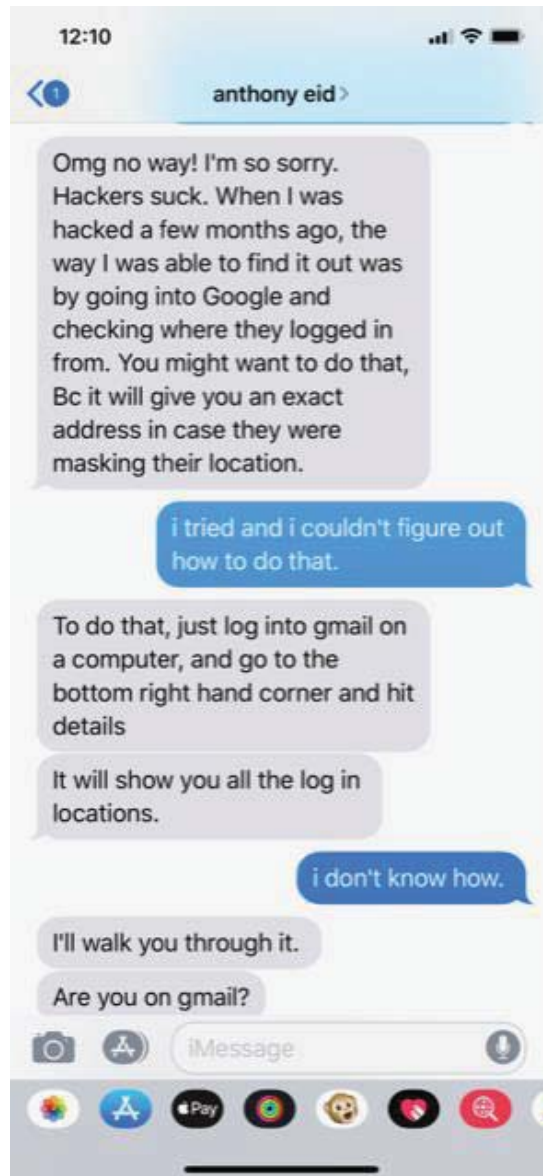 12:10
1
anthony eid
Omg no way! I'm so sorry.
Hackers suck. When I was
hacked a few months ago, the
way I was able to find it out was
by going into Google and
checking where they logged in
from. You might want to do that,
Bc it will give you an exact
address in case they were
masking their location.
i tried and i couldn't figure out
how to do that.
To do that, just log into gmail on
a computer, and go to the
bottom right hand corner and hit
details
It will show you all the log in
locations.
i don't know how.
I'll walk you through it.
Are you on gmail?
iMessage
Pay